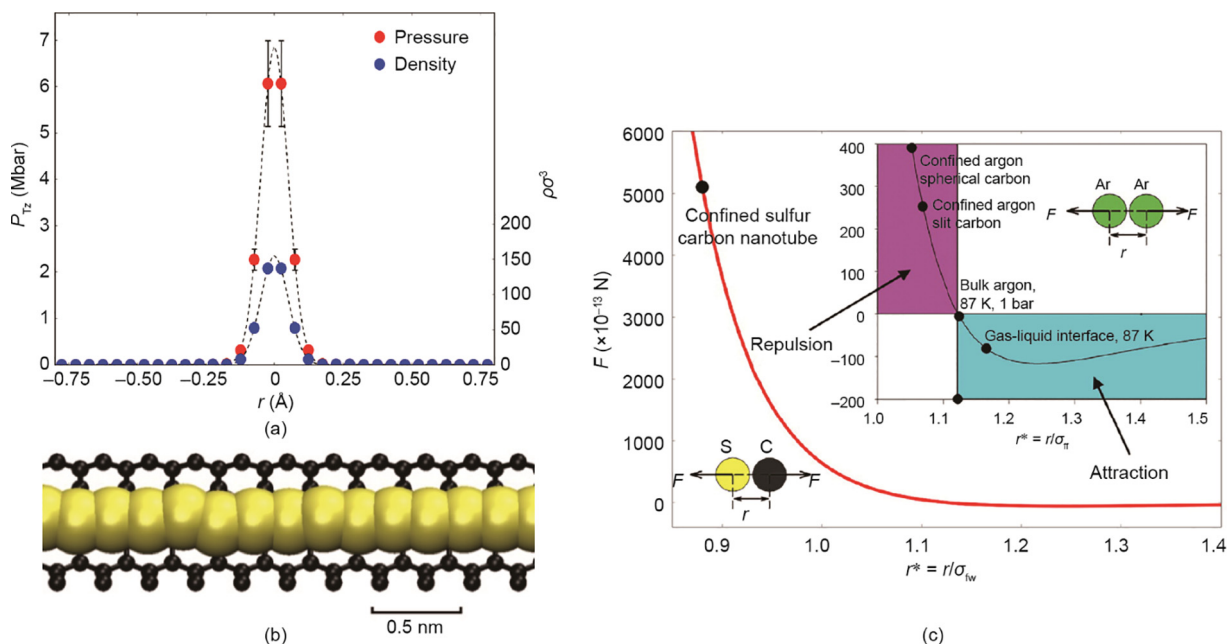 7
6
5
4
3
2
1
0
P_Tz (Mbar)
Pressure
Density
200
150
100
50
0
ρσ³
−0.75
−0.50
−0.25
0
0.25
0.50
0.75
r (Å)
(a)
0.5 nm
(b)
6000
5000
4000
3000
2000
1000
0
F (× 10⁻¹³ N)
Confined sulfur
carbon nanotube
S C
F F
r
0.9
1.0
1.1
1.2
1.3
1.4
r* = r/σ_fw
400
300
200
100
0
−100
−200
Confined argon
spherical carbon
Confined argon
slit carbon
Ar Ar
F F
r
Bulk argon,
87 K, 1 bar
Gas-liquid interface, 87 K
Repulsion
Attraction
1.0
1.1
1.2
1.3
1.4
1.5
r* = r/σ_ff
(c)